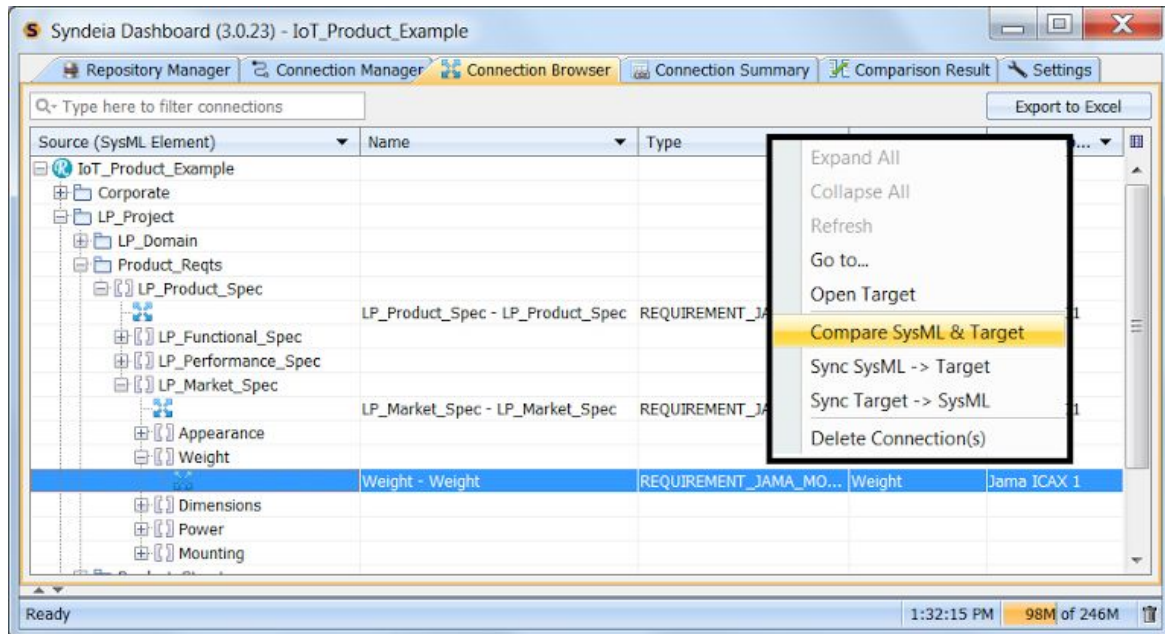 S Syndeia Dashboard (3.0.23) - IoT_Product_Example
Repository Manager Connection Manager Connection Browser Connection Summary Comparison Result Settings
Type here to filter connections Export to Excel
Source (SysML Element) Name Type ...
IoT_Product_Example
Corporate
LP_Project
LP_Domain
Product_Reqts
LP_Product_Spec
LP_Product_Spec - LP_Product_Spec REQUIREMENT_JA 1
LP_Functional_Spec
LP_Performance_Spec
LP_Market_Spec
LP_Market_Spec - LP_Market_Spec REQUIREMENT_JA 1
Appearance
Weight
Weight - Weight REQUIREMENT_JAMA_MO... Weight Jama ICAX 1
Dimensions
Power
Mounting
Expand All
Collapse All
Refresh
Go to...
Open Target
Compare SysML & Target
Sync SysML -> Target
Sync Target -> SysML
Delete Connection(s)
Ready 1:32:15 PM 98M of 246M